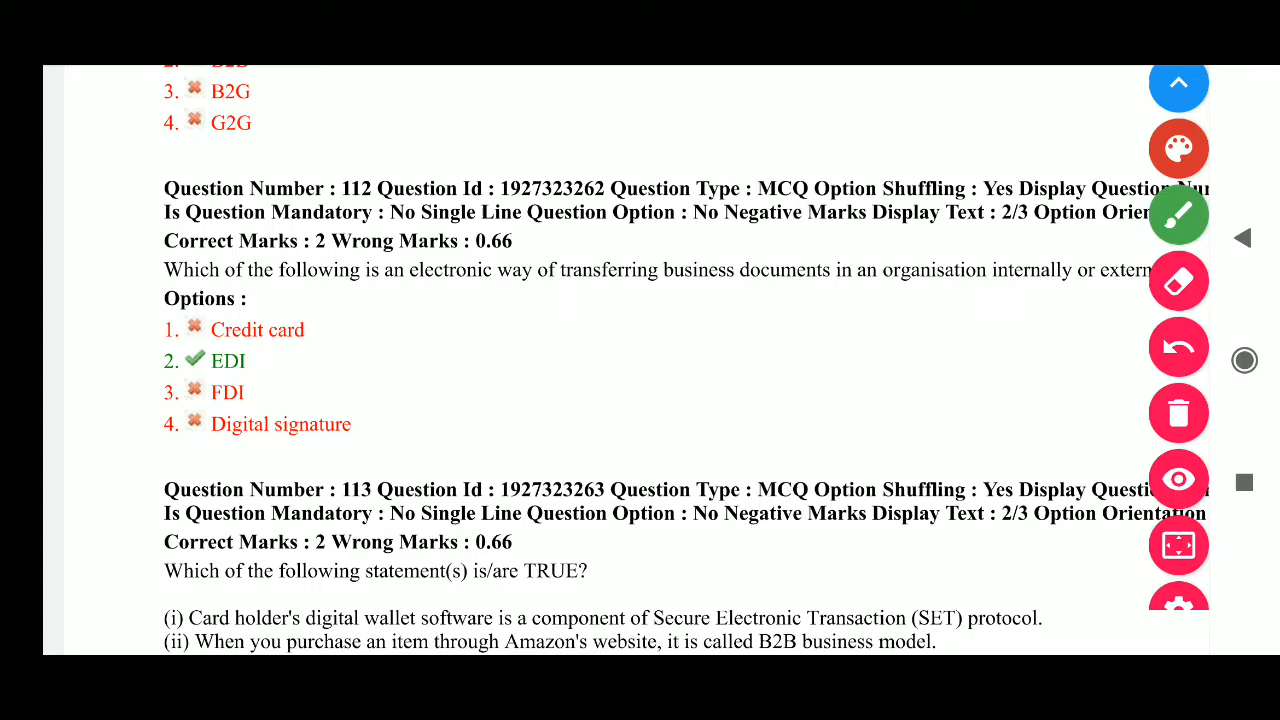 3. B2G
4. G2G
Question Number : 112 Question Id : 1927323262 Question Type : MCQ Option Shuffling : Yes Display Question
Is Question Mandatory : No Single Line Question Option : No Negative Marks Display Text : 2/3 Option
Correct Marks : 2 Wrong Marks : 0.66
Which of the following is an electronic way of transferring business documents in an organisation internally or
Options :
1. Credit card
2. EDI
3. FDI
4. Digital signature
Question Number : 113 Question Id : 1927323263 Question Type : MCQ Option Shuffling : Yes Display
Is Question Mandatory : No Single Line Question Option : No Negative Marks Display Text : 2/3 Option Orientation
Correct Marks : 2 Wrong Marks : 0.66
Which of the following statement(s) is/are TRUE?
(i) Card holder's digital wallet software is a component of Secure Electronic Transaction (SET) protocol.
(ii) When you purchase an item through Amazon's website, it is called B2B business model.